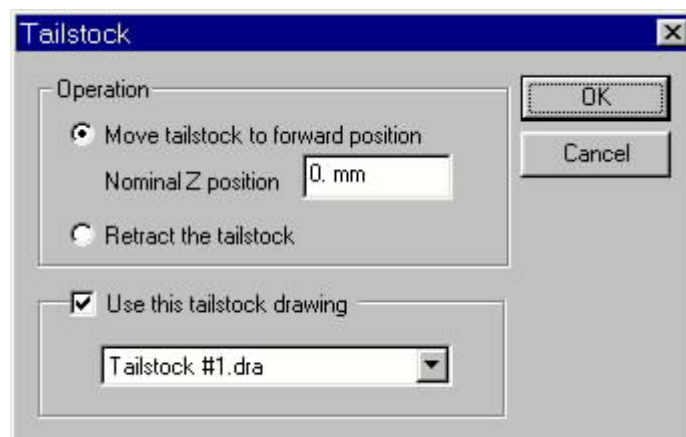 Tailstock
Operation
Move tailstock to forward position
Nominal Z position 0. mm
Retract the tailstock
Use this tailstock drawing
Tailstock #1.dra
OK
Cancel